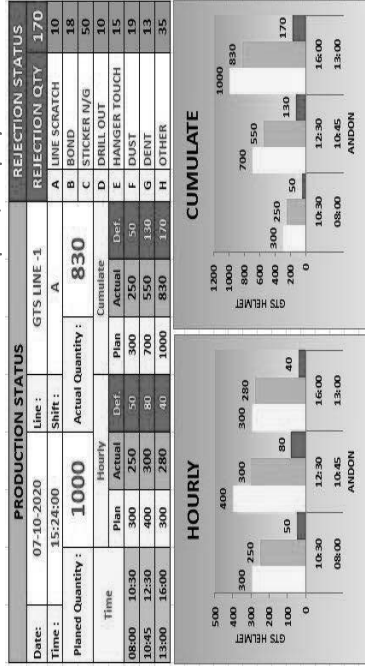 PRODUCTION STATUS
REJECTION STATUS
Date: 07-10-2020 Line : GTS LINE -1
REJECTION QTY 170
Time : 15:24:00 Shift : A
A LINE SCRATCH 10
Planed Quantity : 1000 Actual Quantity : 830
B BOND 18
C STICKER N/G 50
Time Hourly Cumulate
D DRILL OUT 10
Plan Actual Def. Plan Actual Def.
E HANGER TOUCH 15
08:00 10:30 300 250 50 300 250 50
F DUST 19
10:45 12:30 400 300 80 700 550 130
G DENT 13
13:00 16:00 300 280 40 1000 830 170
H OTHER 35
HOURLY
GTS HELMET
500
400
300
200
100
0
300 250 50
400 300 80
300 280 40
10:30 12:30 16:00
08:00 10:45 13:00
ANDON
CUMULATE
GTS HELMET
1200
1000
800
600
400
200
0
300 250 50
700 550 130
1000 830 170
10:30 12:30 16:00
08:00 10:45 13:00
ANDON